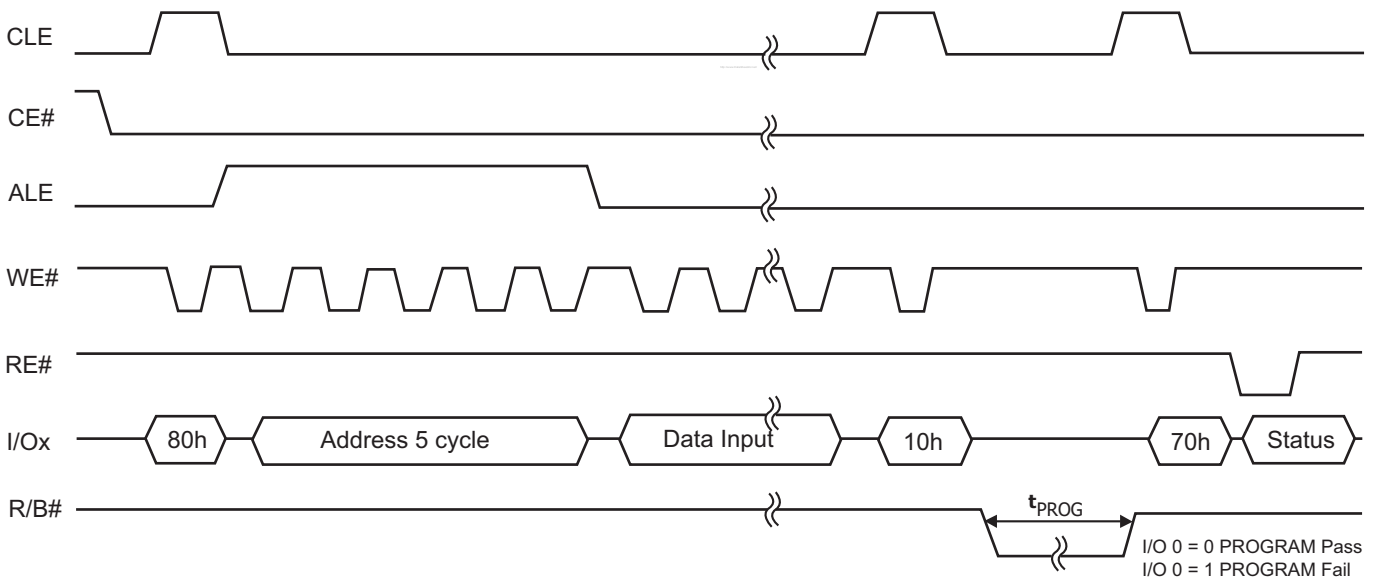 CLE
CE#
ALE
WE#
RE#
I/Ox
80h
Address 5 cycle
Data Input
10h
70h
Status
R/B#
tPROG
I/O 0 = 0 PROGRAM Pass
I/O 0 = 1 PROGRAM Fail